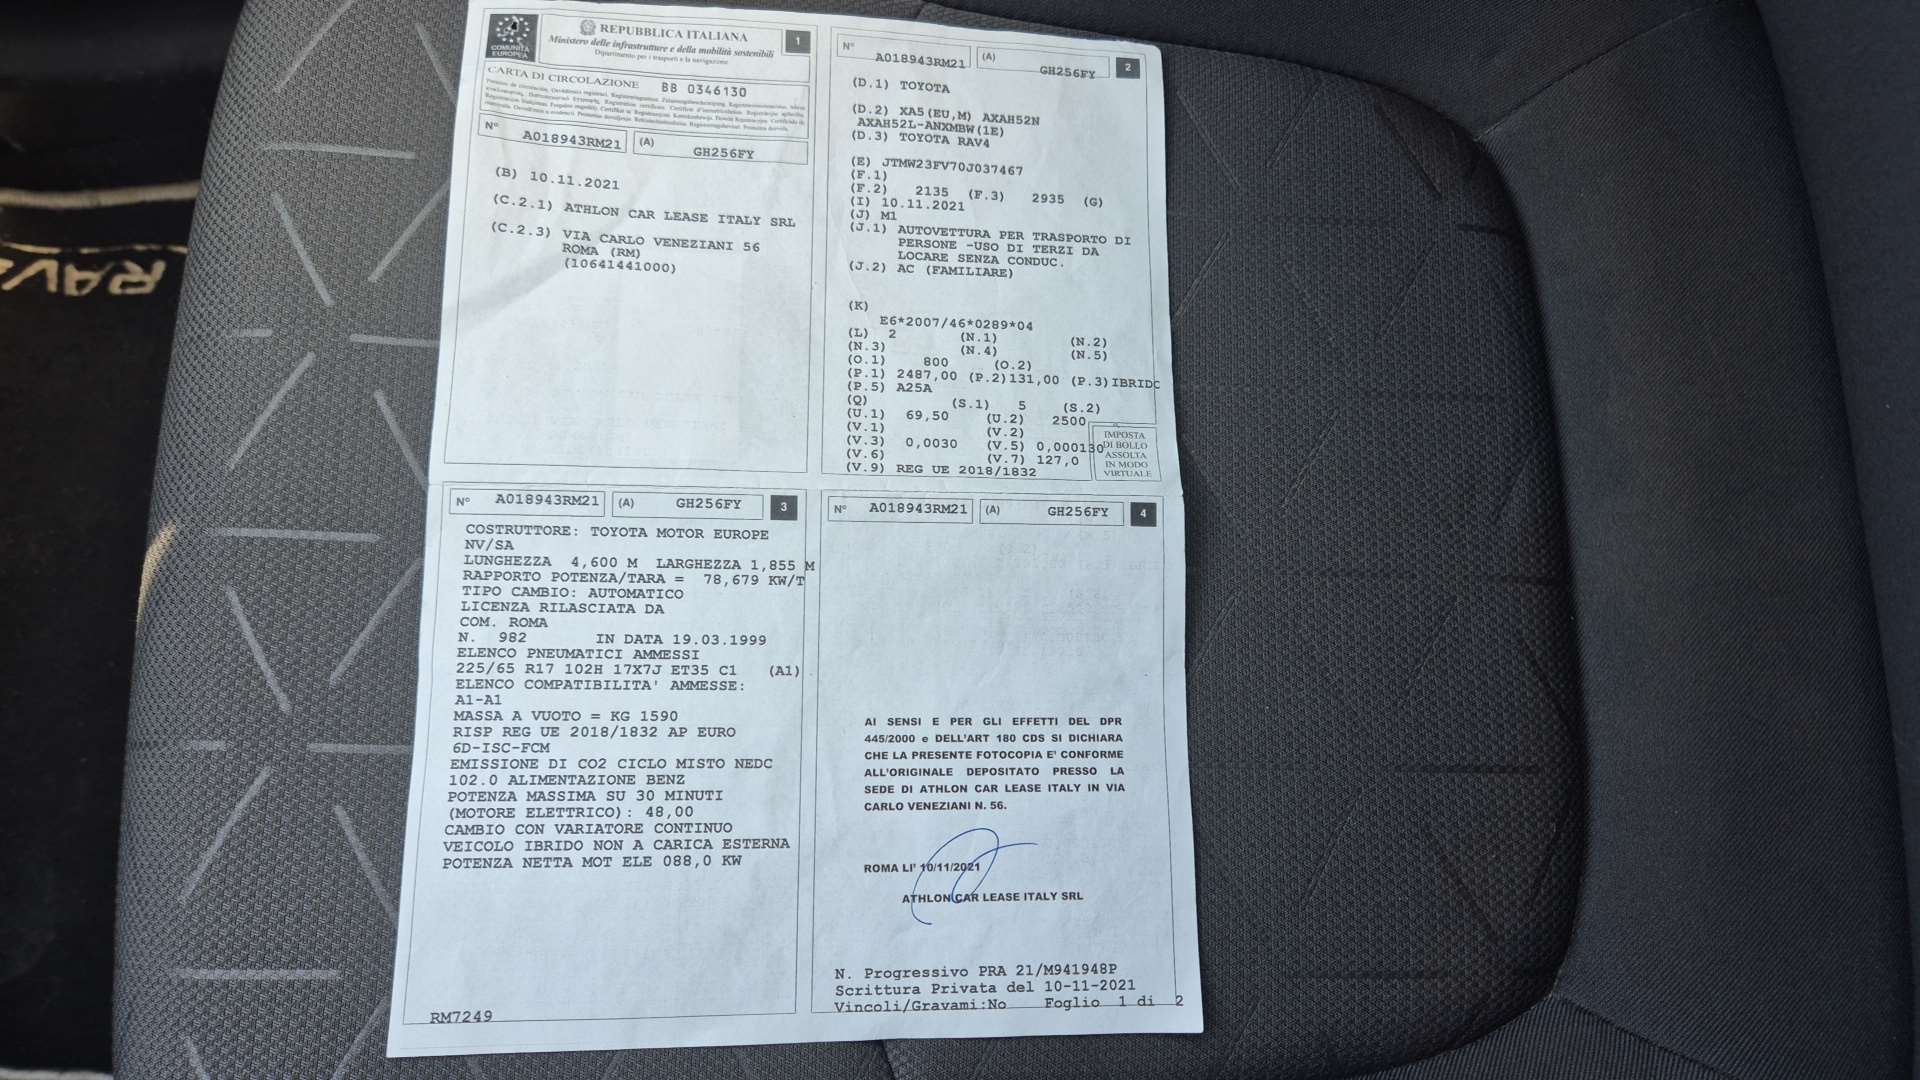 COMUNITÀ
EUROPEA
REPUBBLICA ITALIANA
Ministero delle infrastrutture e della mobilità sostenibili
Dipartimento per i trasporti e la navigazione
1
CARTA DI CIRCOLAZIONE BB 0346130
N° A018943RM21 (A) GH256FY
(B) 10.11.2021
(C.2.1) ATHLON CAR LEASE ITALY SRL
(C.2.3) VIA CARLO VENEZIANI 56
ROMA (RM)
(10641441000)
N° A018943RM21 (A) GH256FY 2
(D.1) TOYOTA
(D.2) XA5(EU,M) AXAH52N
AXAH52L-ANXMBW(1E)
(D.3) TOYOTA RAV4
(E) JTMW23FV70J037467
(F.1)
(F.2) 2135 (F.3) 2935 (G)
(I) 10.11.2021
(J) M1
(J.1) AUTOVETTURA PER TRASPORTO DI
PERSONE -USO DI TERZI DA
LOCARE SENZA CONDUC.
(J.2) AC (FAMILIARE)
(K)
E6*2007/46*0289*04
(L) 2 (N.1) (N.2)
(N.3) (N.4) (N.5)
(O.1) 800 (O.2)
(P.1) 2487,00 (P.2)131,00 (P.3)IBRIDO
(P.5) A25A
(Q) (S.1) 5 (S.2)
(U.1) 69,50 (U.2) 2500
(V.1) (V.2)
(V.3) 0,0030 (V.5) 0,000130
(V.6) (V.7) 127,0
(V.9) REG UE 2018/1832
IMPOSTA
DI BOLLO
ASSOLTA
IN MODO
VIRTUALE
N° A018943RM21 (A) GH256FY 3
COSTRUTTORE: TOYOTA MOTOR EUROPE
NV/SA
LUNGHEZZA 4,600 M LARGHEZZA 1,855 M
RAPPORTO POTENZA/TARA = 78,679 KW/T
TIPO CAMBIO: AUTOMATICO
LICENZA RILASCIATA DA
COM. ROMA
N. 982 IN DATA 19.03.1999
ELENCO PNEUMATICI AMMESSI
225/65 R17 102H 17X7J ET35 C1 (A1)
ELENCO COMPATIBILITA' AMMESSE:
A1-A1
MASSA A VUOTO = KG 1590
RISP REG UE 2018/1832 AP EURO
6D-ISC-FCM
EMISSIONE DI CO2 CICLO MISTO NEDC
102.0 ALIMENTAZIONE BENZ
POTENZA MASSIMA SU 30 MINUTI
(MOTORE ELETTRICO): 48,00
CAMBIO CON VARIATORE CONTINUO
VEICOLO IBRIDO NON A CARICA ESTERNA
POTENZA NETTA MOT ELE 088,0 KW
RM7249
N° A018943RM21 (A) GH256FY 4
AI SENSI E PER GLI EFFETTI DEL DPR
445/2000 e DELL'ART 180 CDS SI DICHIARA
CHE LA PRESENTE FOTOCOPIA E' CONFORME
ALL'ORIGINALE DEPOSITATO PRESSO LA
SEDE DI ATHLON CAR LEASE ITALY IN VIA
CARLO VENEZIANI N. 56.
ROMA LI' 10/11/2021
ATHLON CAR LEASE ITALY SRL
N. Progressivo PRA 21/M941948P
Scrittura Privata del 10-11-2021
Vincoli/Gravami:No Foglio 1 di 2